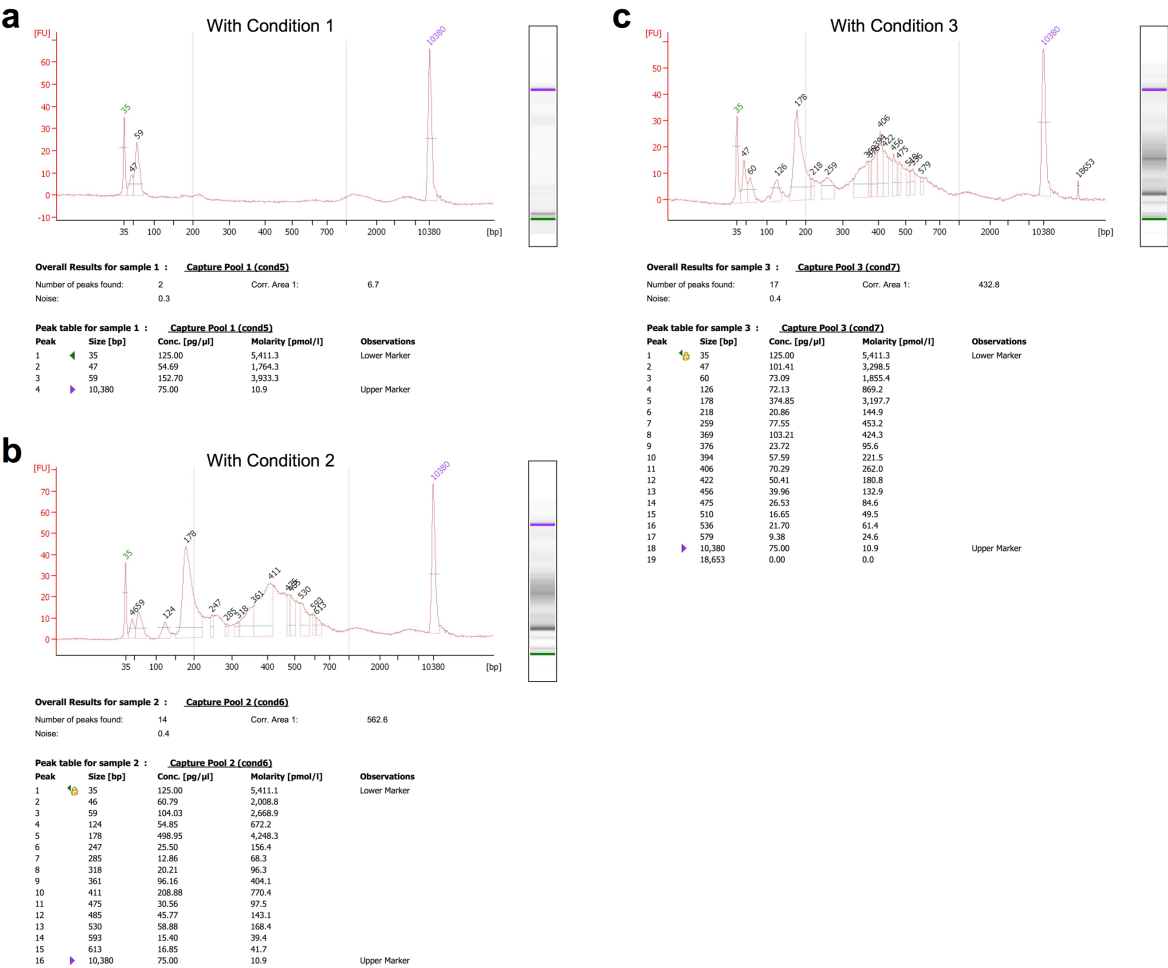 a
With Condition 1
[FU]
60
50
40
30
20
10
0
-10
35
47
59
10380
35 100 200 300 400 500 700 2000 10380 [bp]
Overall Results for sample 1 : Capture Pool 1 (cond5)
Number of peaks found: 2 Corr. Area 1: 6.7
Noise: 0.3
Peak table for sample 1 : Capture Pool 1 (cond5)
Peak Size [bp] Conc. [pg/µl] Molarity [pmol/l] Observations
1 35 125.00 5,411.3 Lower Marker
2 47 54.69 1,764.3
3 59 152.70 3,933.3
4 10,380 75.00 10.9 Upper Marker
b
With Condition 2
[FU]
70
60
50
40
30
20
10
0
35
46
59
124
178
247
285
318
361
411
475
485
530
593
613
10380
35 100 200 300 400 500 700 2000 10380 [bp]
Overall Results for sample 2 : Capture Pool 2 (cond6)
Number of peaks found: 14 Corr. Area 1: 562.6
Noise: 0.4
Peak table for sample 2 : Capture Pool 2 (cond6)
Peak Size [bp] Conc. [pg/µl] Molarity [pmol/l] Observations
1 35 125.00 5,411.1 Lower Marker
2 46 60.79 2,008.8
3 59 104.03 2,668.9
4 124 54.85 672.2
5 178 498.95 4,248.3
6 247 25.50 156.4
7 285 12.86 68.3
8 318 20.21 96.3
9 361 96.16 404.1
10 411 208.88 770.4
11 475 30.56 97.5
12 485 45.77 143.1
13 530 58.88 168.4
14 593 15.40 39.4
15 613 16.85 41.7
16 10,380 75.00 10.9 Upper Marker
c
With Condition 3
[FU]
50
40
30
20
10
0
35
47
60
126
178
218
259
369
376
394
406
422
456
475
510
536
579
10380
18653
35 100 200 300 400 500 700 2000 10380 [bp]
Overall Results for sample 3 : Capture Pool 3 (cond7)
Number of peaks found: 17 Corr. Area 1: 432.8
Noise: 0.4
Peak table for sample 3 : Capture Pool 3 (cond7)
Peak Size [bp] Conc. [pg/µl] Molarity [pmol/l] Observations
1 35 125.00 5,411.3 Lower Marker
2 47 101.41 3,298.5
3 60 73.09 1,855.4
4 126 72.13 869.2
5 178 374.85 3,197.7
6 218 20.86 144.9
7 259 77.55 453.2
8 369 103.21 424.3
9 376 23.72 95.6
10 394 57.59 221.5
11 406 70.29 262.0
12 422 50.41 180.8
13 456 39.96 132.9
14 475 26.53 84.6
15 510 16.65 49.5
16 536 21.70 61.4
17 579 9.38 24.6
18 10,380 75.00 10.9 Upper Marker
19 18,653 0.00 0.0